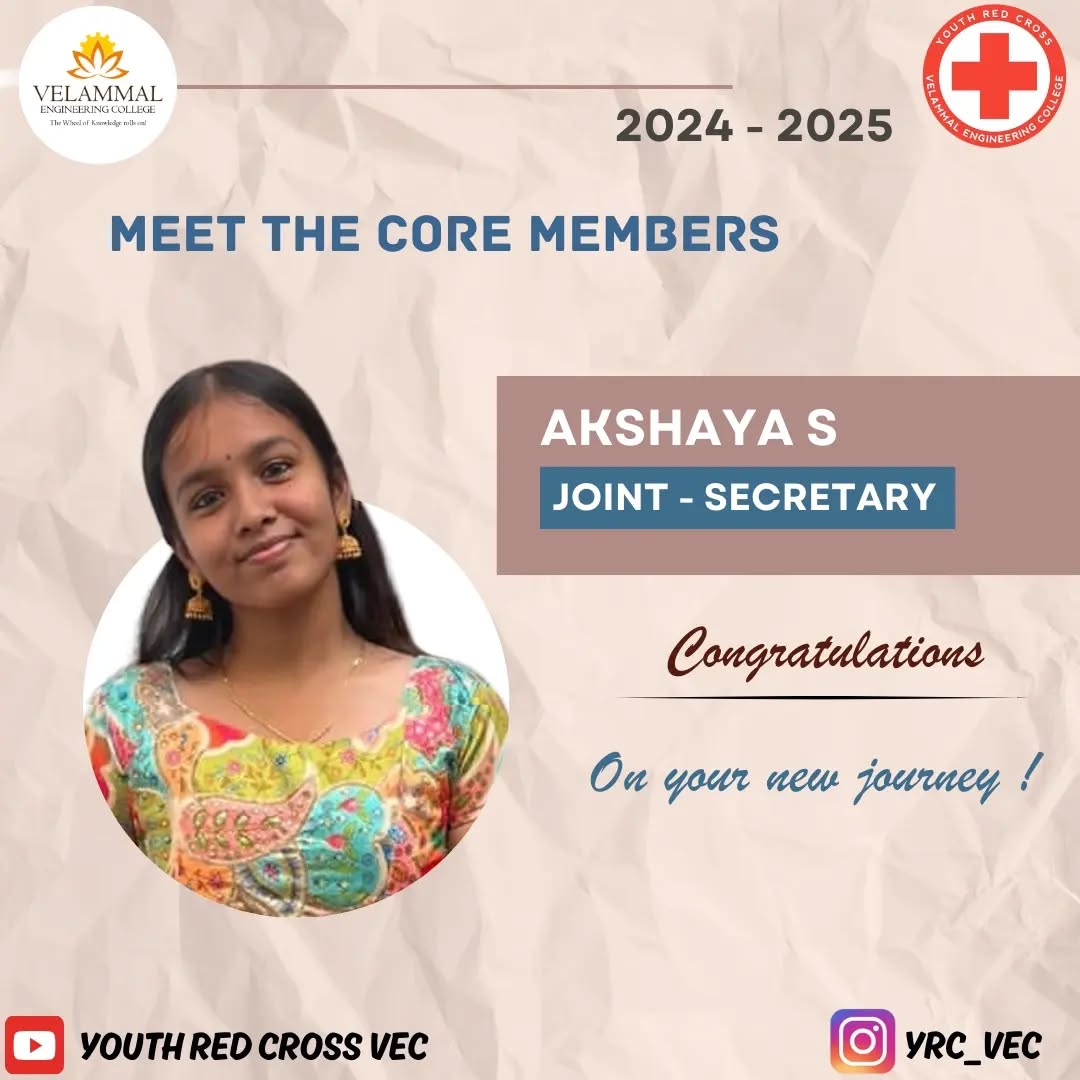 VELAMMAL
ENGINEERING COLLEGE
The Wheel of Knowledge rolls on!
YOUTH RED CROSS
VELAMMAL ENGINEERING COLLEGE
2024 - 2025
MEET THE CORE MEMBERS
AKSHAYA S
JOINT - SECRETARY
Congratulations
On your new journey !
YOUTH RED CROSS VEC
YRC_VEC